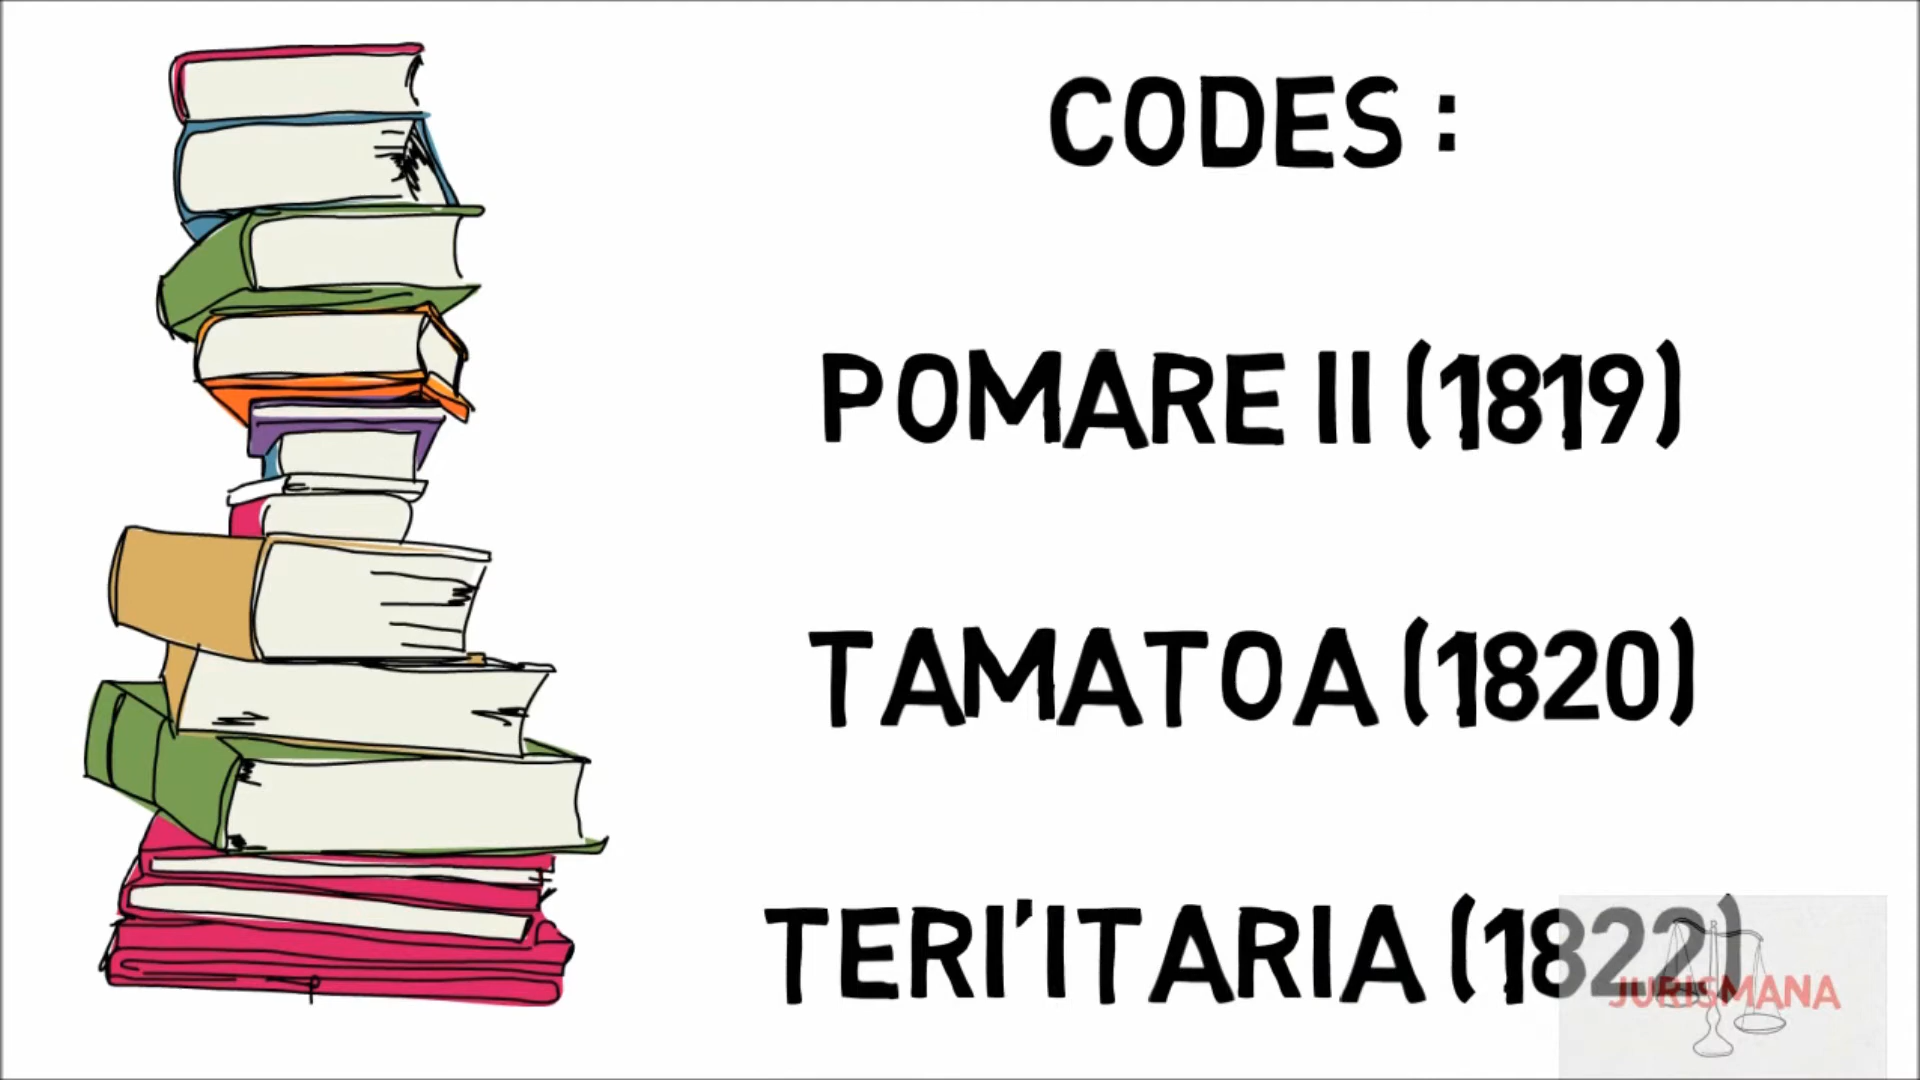 CODES :
POMARE II (1819)
TAMATOA (1820)
TERI'ITARIA (1822)
JURISMANA